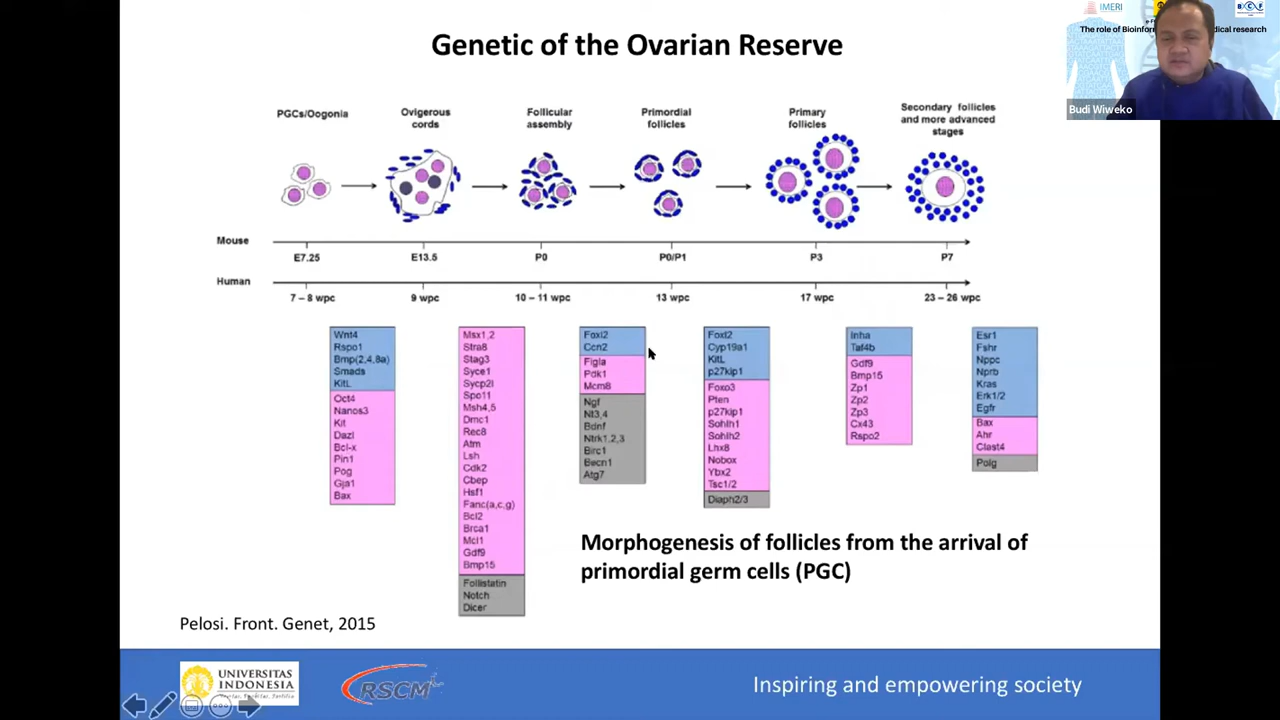 Genetic of the Ovarian Reserve
IMERI
The role of Bioinfor
dical research
Budi Wiweko
PGCs/Oogonia
Ovigerous
cords
Follicular
assembly
Primordial
follicles
Primary
follicles
Secondary follicles
and more advanced
stages
Mouse
E7.25
E13.5
P0
P0/P1
P3
P7
Human
7 – 8 wpc
9 wpc
10 – 11 wpc
13 wpc
17 wpc
23 – 26 wpc
Wnt4
Rspo1
Bmp(2,4,8a)
Smads
KitL
Oct4
Nanos3
Kit
Dazl
Bcl-x
Pin1
Pog
Gja1
Bax
Msx1,2
Stra8
Stag3
Syce1
Sycp2l
Spo11
Msh4,5
Dmc1
Rec8
Atm
Lsh
Cdk2
Cbep
Hsf1
Fanc(a,c,g)
Bcl2
Brca1
Mcl1
Gdf9
Bmp15
Follistatin
Notch
Dicer
Foxl2
Ccn2
Figla
Pdk1
Mcm8
Ngf
Nt3,4
Bdnf
Ntrk1,2,3
Birc1
Becn1
Atg7
Foxl2
Cyp19a1
KitL
p27kip1
Foxo3
Pten
p27kip1
Sohlh1
Sohlh2
Lhx8
Nobox
Ybx2
Tsc1/2
Diaph2/3
Inha
Taf4b
Gdf9
Bmp15
Zp1
Zp2
Zp3
Cx43
Rspo2
Esr1
Fshr
Nppc
Nprb
Kras
Erk1/2
Egfr
Bax
Ahr
Clast4
Polg
Morphogenesis of follicles from the arrival of
primordial germ cells (PGC)
Pelosi. Front. Genet, 2015
UNIVERSITAS
INDONESIA
RSCM
Inspiring and empowering society